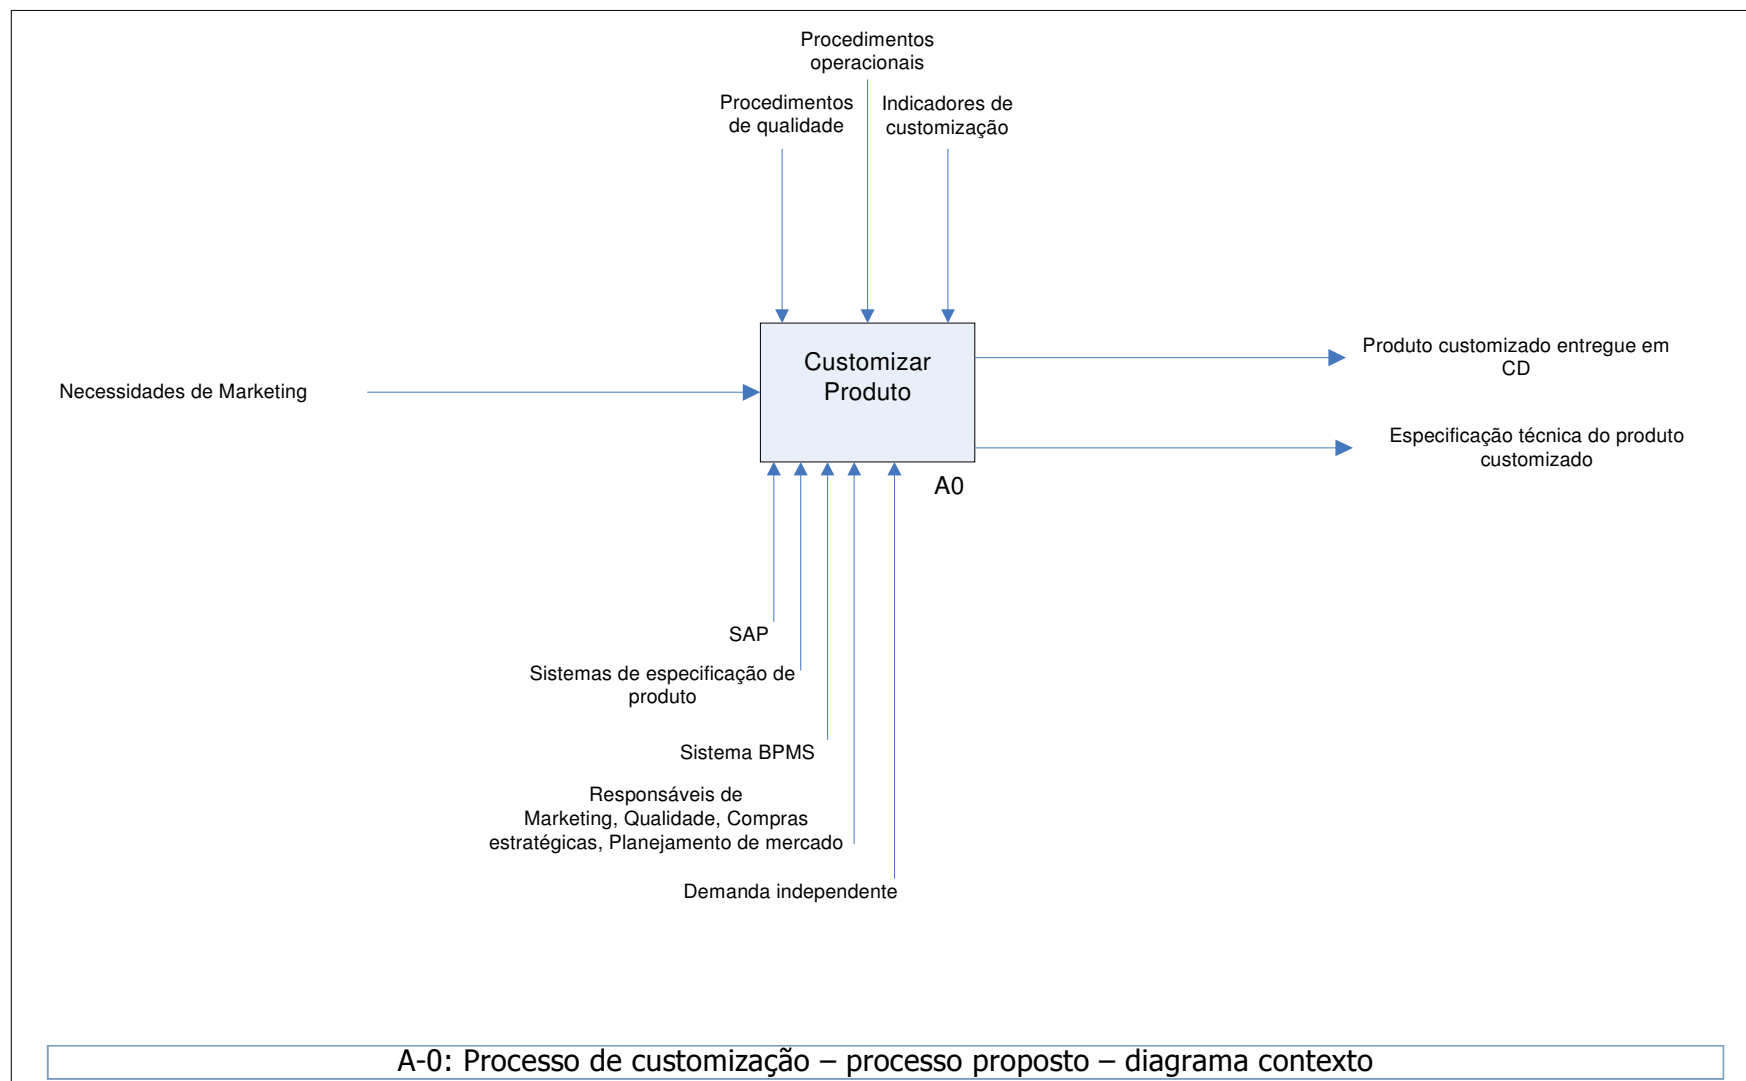 Procedimentos
operacionais
Procedimentos
de qualidade
Indicadores de
customização
Customizar
Produto
A0
Necessidades de Marketing
Produto customizado entregue em
CD
Especificação técnica do produto
customizado
SAP
Sistemas de especificação de
produto
Sistema BPMS
Responsáveis de
Marketing, Qualidade, Compras
estratégicas, Planejamento de mercado
Demanda independente
A-0: Processo de customização – processo proposto – diagrama contexto